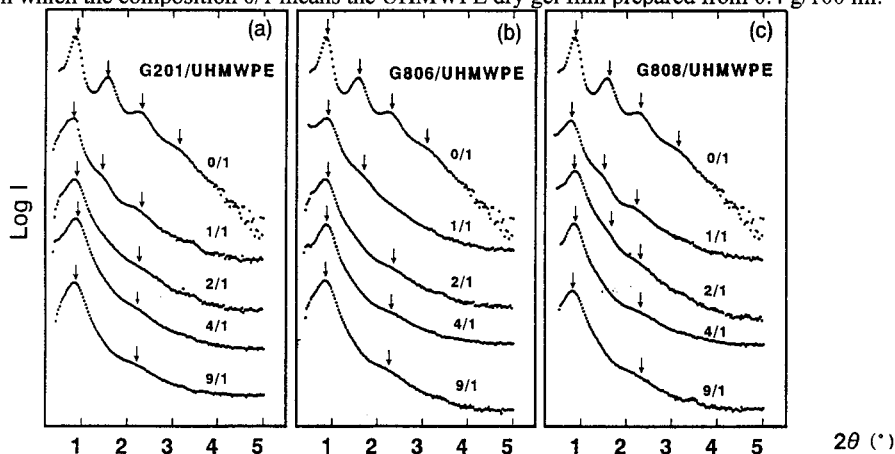 in which the composition 0/1 means the UHMWPE dry gel film prepared from 0.4 g/100 ml.
(a) (b) (c)
G201/UHMWPE G806/UHMWPE G808/UHMWPE
0/1 0/1 0/1
1/1 1/1 1/1
2/1 2/1 2/1
4/1 4/1 4/1
9/1 9/1 9/1
Log I
1 2 3 4 5 1 2 3 4 5 1 2 3 4 5
2θ (°)